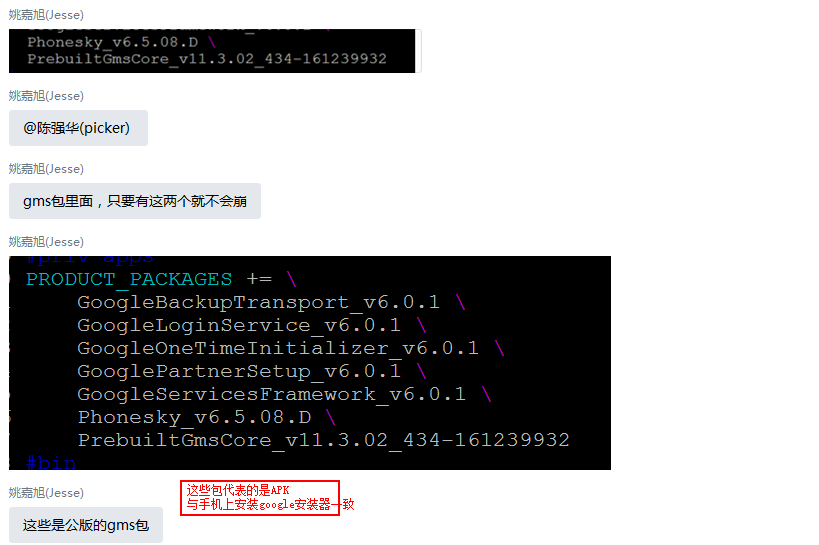 姚嘉旭(Jesse)
Phonesky_v6.5.08.D \
PrebuiltGmsCore_v11.3.02_434-161239932
姚嘉旭(Jesse)
@陈强华(picker)
姚嘉旭(Jesse)
gms包里面，只要有这两个就不会崩
姚嘉旭(Jesse)
#priv apps
PRODUCT_PACKAGES += \
GoogleBackupTransport_v6.0.1 \
GoogleLoginService_v6.0.1 \
GoogleOneTimeInitializer_v6.0.1 \
GooglePartnerSetup_v6.0.1 \
GoogleServicesFramework_v6.0.1 \
Phonesky_v6.5.08.D \
PrebuiltGmsCore_v11.3.02_434-161239932
#bin
姚嘉旭(Jesse)
这些包代表的是APK
与手机上安装google安装器一致
这些是公版的gms包